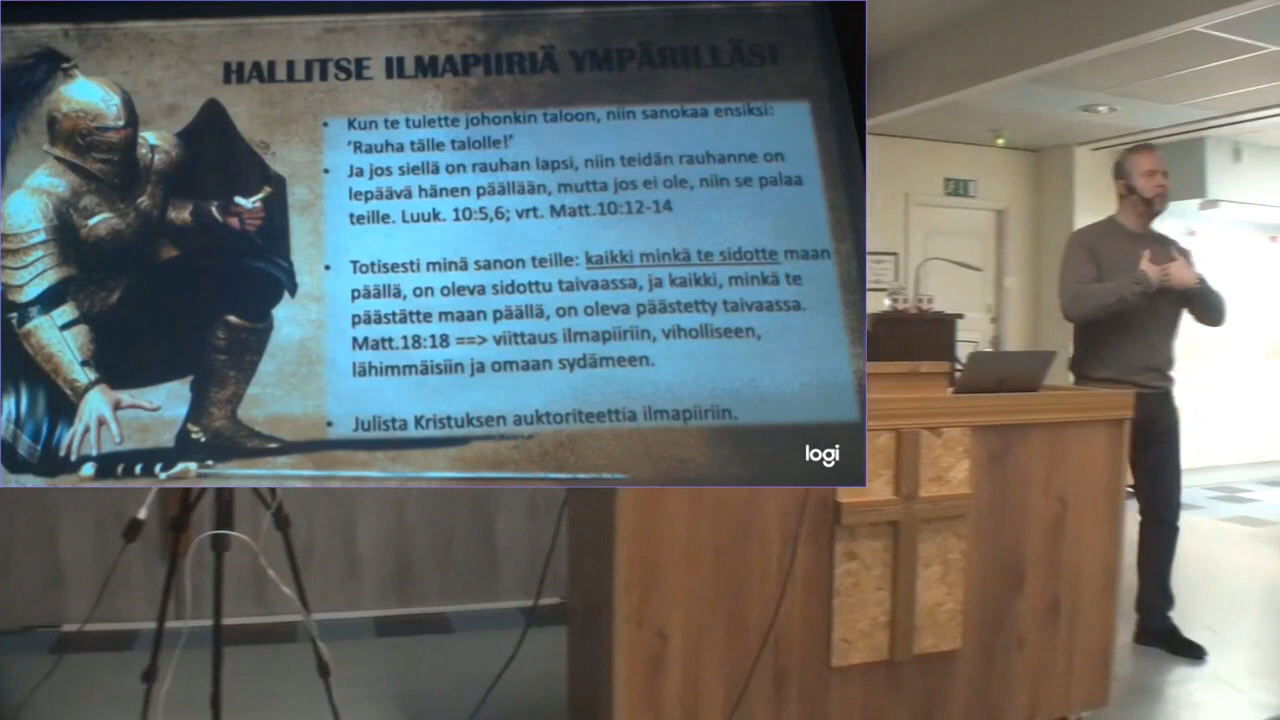 HALLITSE ILMAPIIRIÄ YMPÄRILLÄSI
• Kun te tulette johonkin taloon, niin sanokaa ensiksi:
'Rauha tälle talolle!'
• Ja jos siellä on rauhan lapsi, niin teidän rauhanne on
lepäävä hänen päällään, mutta jos ei ole, niin se palaa
teille. Luuk. 10:5,6; vrt. Matt.10:12-14
• Totisesti minä sanon teille: kaikki minkä te sidotte maan
päällä, on oleva sidottu taivaassa, ja kaikki, minkä te
päästätte maan päällä, on oleva päästetty taivaassa.
Matt.18:18 ==> viittaus ilmapiiriin, viholliseen,
lähimmäisiin ja omaan sydämeen.
• Julista Kristuksen auktoriteettia ilmapiiriin.
logi